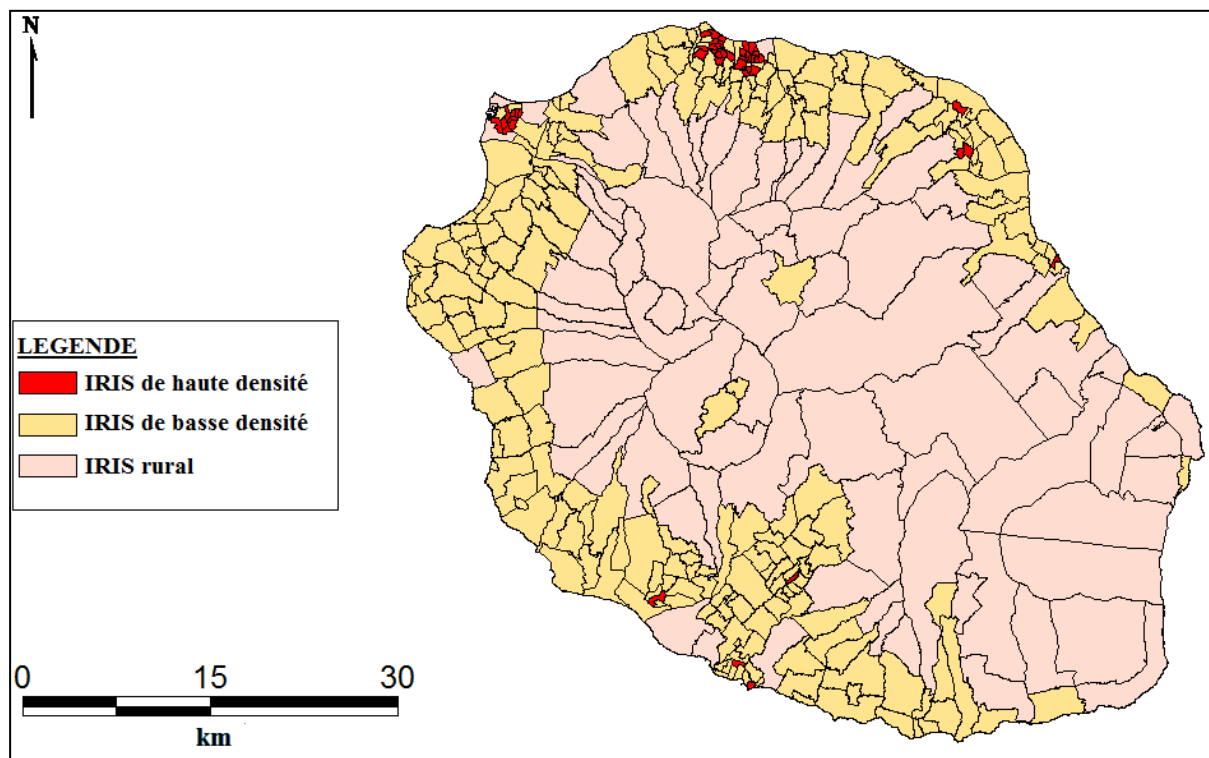 N
LEGENDE
IRIS de haute densité
IRIS de basse densité
IRIS rural
0 15 30
km